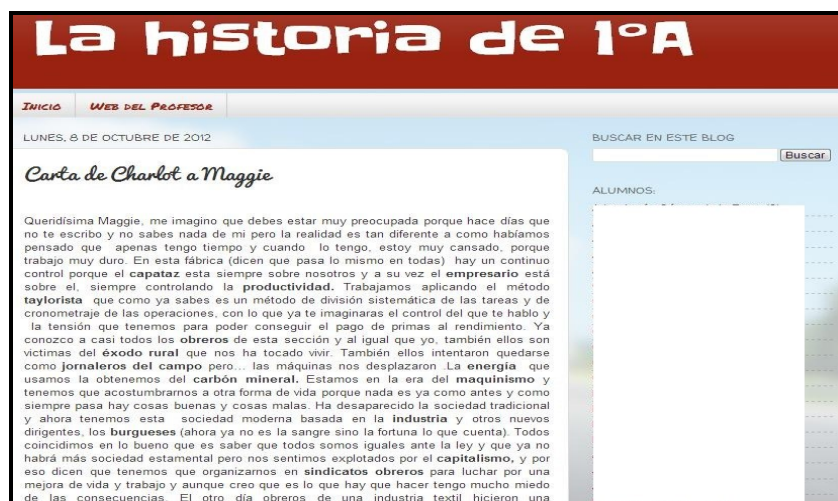 La historia de 1ºA
INICIO WEB DEL PROFESOR
LUNES, 8 DE OCTUBRE DE 2012
Carta de Charlot a Maggie
Queridísima Maggie, me imagino que debes estar muy preocupada porque hace días que
no te escribo y no sabes nada de mi pero la realidad es tan diferente a como habíamos
pensado que apenas tengo tiempo y cuando lo tengo, estoy muy cansado, porque
trabajo muy duro. En esta fábrica (dicen que pasa lo mismo en todas) hay un continuo
control porque el capataz esta siempre sobre nosotros y a su vez el empresario está
sobre el, siempre controlando la productividad. Trabajamos aplicando el método
taylorista que como ya sabes es un método de división sistemática de las tareas y de
cronometraje de las operaciones, con lo que ya te imaginaras el control del que te hablo y
la tensión que tenemos para poder conseguir el pago de primas al rendimiento. Ya
conozco a casi todos los obreros de esta sección y al igual que yo, también ellos son
victimas del éxodo rural que nos ha tocado vivir. También ellos intentaron quedarse
como jornaleros del campo pero... las máquinas nos desplazaron .La energía que
usamos la obtenemos del carbón mineral. Estamos en la era del maquinismo y
tenemos que acostumbrarnos a otra forma de vida porque nada es ya como antes y como
siempre pasa hay cosas buenas y cosas malas. Ha desaparecido la sociedad tradicional
y ahora tenemos esta sociedad moderna basada en la industria y otros nuevos
dirigentes, los burgueses (ahora ya no es la sangre sino la fortuna lo que cuenta). Todos
coincidimos en lo bueno que es saber que todos somos iguales ante la ley y que ya no
habrá más sociedad estamental pero nos sentimos explotados por el capitalismo, y por
eso dicen que tenemos que organizarnos en sindicatos obreros para luchar por una
mejora de vida y trabajo y aunque creo que es lo que hay que hacer tengo mucho miedo
de las consecuencias. El otro día obreros de una industria textil hicieron una
BUSCAR EN ESTE BLOG
Buscar
ALUMNOS: